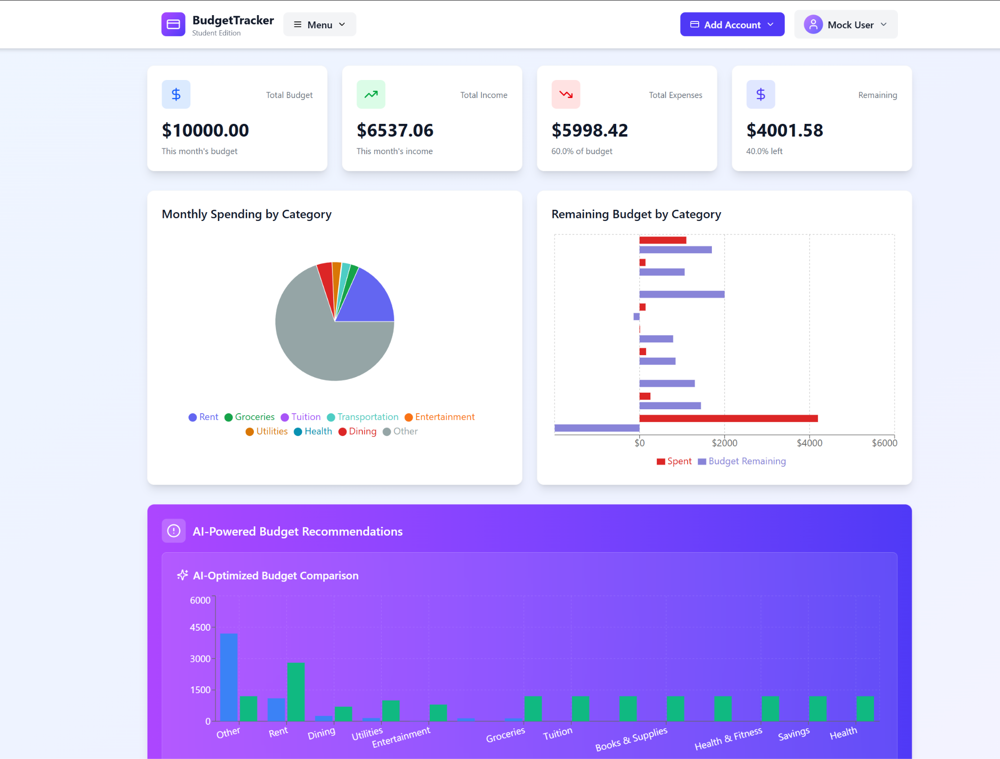 BudgetTracker
Student Edition
Menu
Add Account
Mock User
Total Budget
$10000.00
This month's budget
Total Income
$6537.06
This month's income
Total Expenses
$5998.42
60.0% of budget
Remaining
$4001.58
40.0% left
Monthly Spending by Category
Rent Groceries Tuition Transportation Entertainment
Utilities Health Dining Other
Remaining Budget by Category
$0 $2000 $4000 $6000
Spent Budget Remaining
AI-Powered Budget Recommendations
AI-Optimized Budget Comparison
6000
4500
3000
1500
0
Other Rent Dining Utilities Entertainment Groceries Tuition Books & Supplies Health & Fitness Savings Health